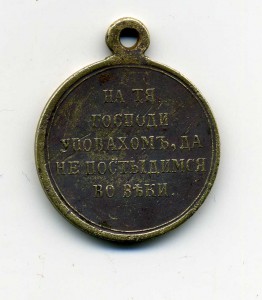 НА ТЯ,
ГОСПОДИ
УПОВАХОМЪ, ДА
НЕ ПОСТЫДИМСЯ
ВО ВѢКИ.